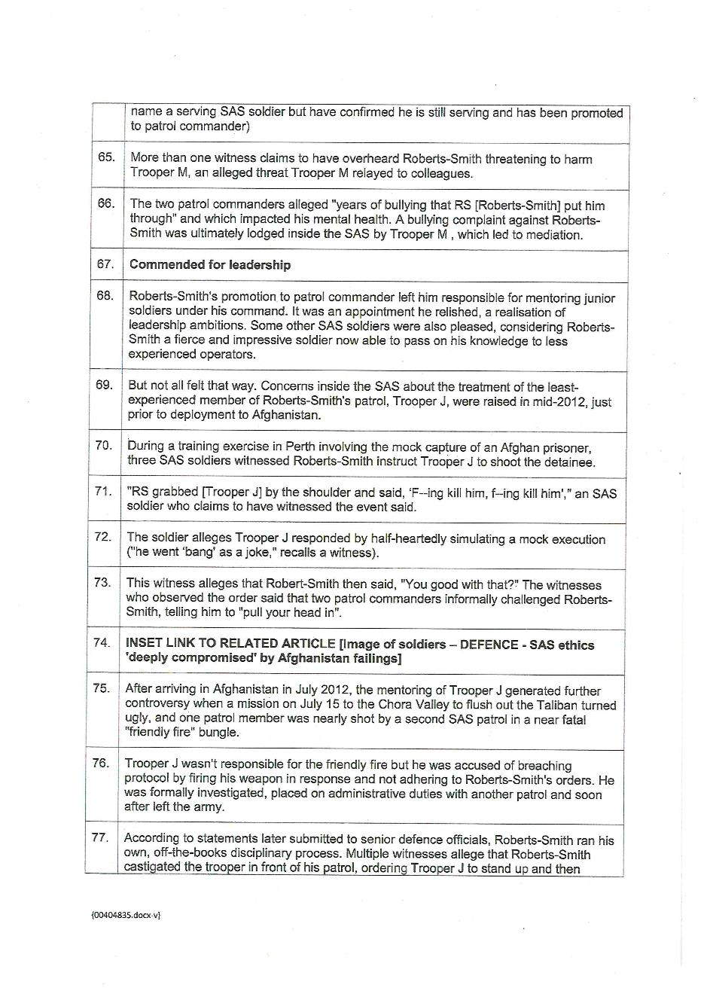 name a serving SAS soldier but have confirmed he is still serving and has been promoted
to patrol commander)
65. More than one witness claims to have overheard Roberts-Smith threatening to harm
Trooper M, an alleged threat Trooper M relayed to colleagues.
66. The two patrol commanders alleged "years of bullying that RS [Roberts-Smith] put him
through" and which impacted his mental health. A bullying complaint against Roberts-
Smith was ultimately lodged inside the SAS by Trooper M , which led to mediation.
67. Commended for leadership
68. Roberts-Smith's promotion to patrol commander left him responsible for mentoring junior
soldiers under his command. It was an appointment he relished, a realisation of
leadership ambitions. Some other SAS soldiers were also pleased, considering Roberts-
Smith a fierce and impressive soldier now able to pass on his knowledge to less
experienced operators.
69. But not all felt that way. Concerns inside the SAS about the treatment of the least-
experienced member of Roberts-Smith's patrol, Trooper J, were raised in mid-2012, just
prior to deployment to Afghanistan.
70. During a training exercise in Perth involving the mock capture of an Afghan prisoner,
three SAS soldiers witnessed Roberts-Smith instruct Trooper J to shoot the detainee.
71. "RS grabbed [Trooper J] by the shoulder and said, 'F--ing kill him, f--ing kill him'," an SAS
soldier who claims to have witnessed the event said.
72. The soldier alleges Trooper J responded by half-heartedly simulating a mock execution
("he went 'bang' as a joke," recalls a witness).
73. This witness alleges that Robert-Smith then said, "You good with that?" The witnesses
who observed the order said that two patrol commanders informally challenged Roberts-
Smith, telling him to "pull your head in".
74. INSET LINK TO RELATED ARTICLE [Image of soldiers – DEFENCE - SAS ethics
'deeply compromised' by Afghanistan failings]
75. After arriving in Afghanistan in July 2012, the mentoring of Trooper J generated further
controversy when a mission on July 15 to the Chora Valley to flush out the Taliban turned
ugly, and one patrol member was nearly shot by a second SAS patrol in a near fatal
"friendly fire" bungle.
76. Trooper J wasn't responsible for the friendly fire but he was accused of breaching
protocol by firing his weapon in response and not adhering to Roberts-Smith's orders. He
was formally investigated, placed on administrative duties with another patrol and soon
after left the army.
77. According to statements later submitted to senior defence officials, Roberts-Smith ran his
own, off-the-books disciplinary process. Multiple witnesses allege that Roberts-Smith
castigated the trooper in front of his patrol, ordering Trooper J to stand up and then
{00404835.docx-v}